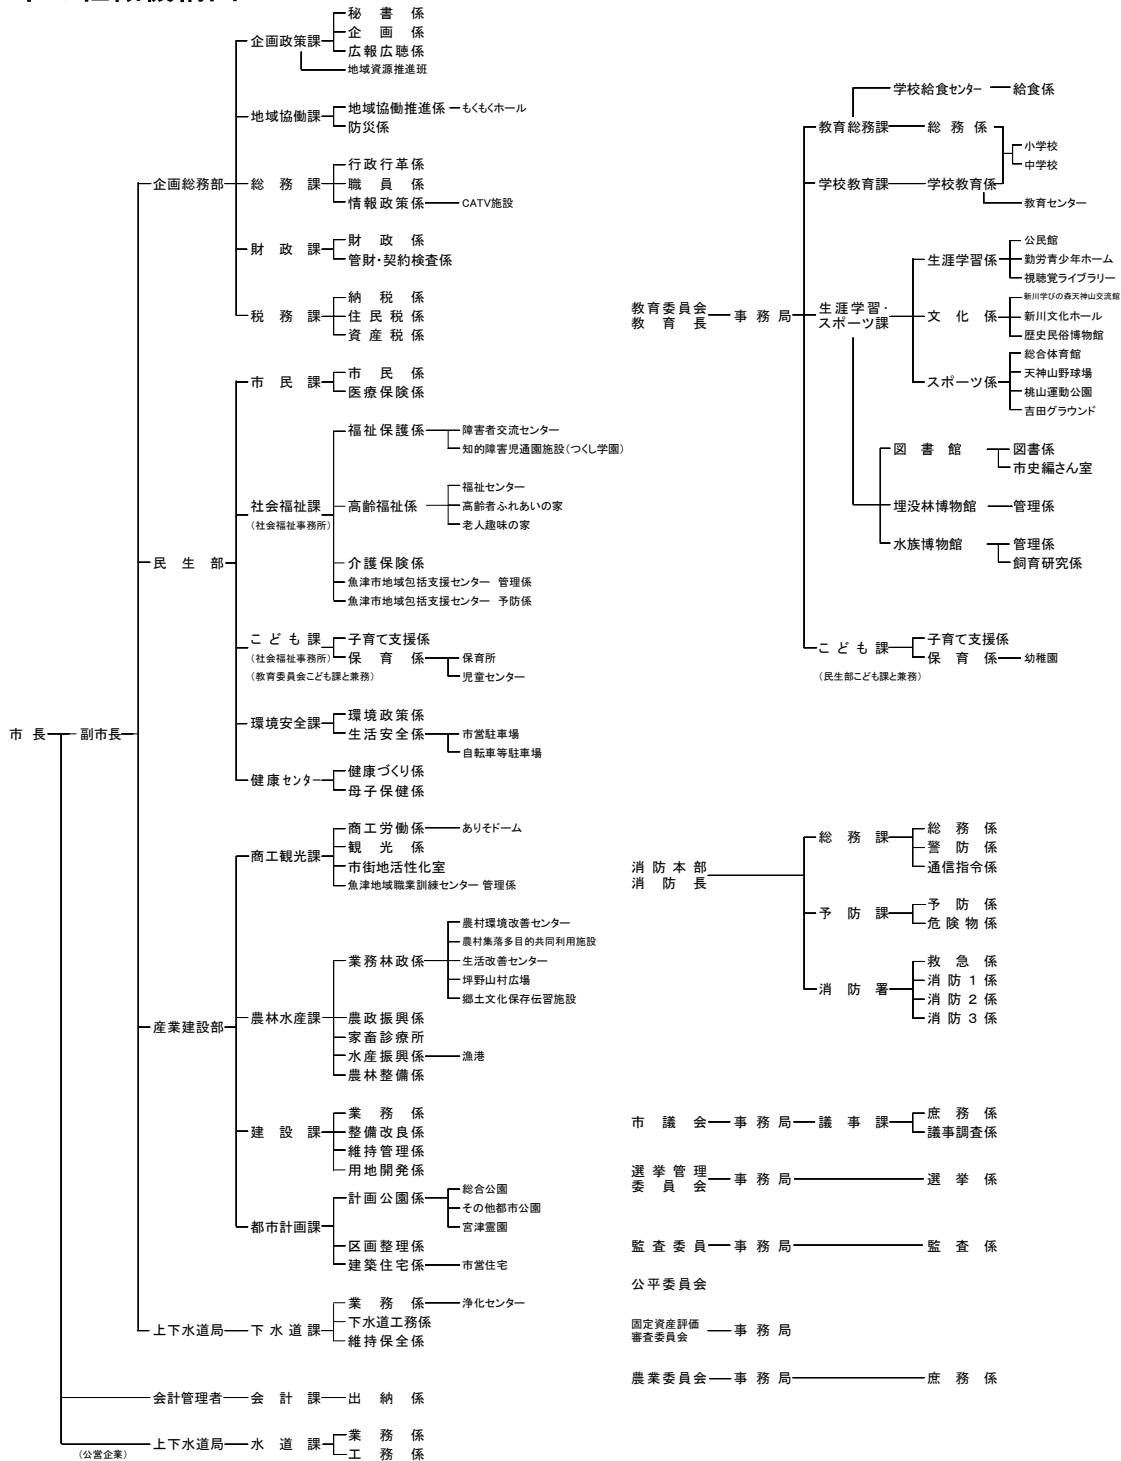 秘書係
企画政策課 企画係
広報広聴係
地域資源推進班
地域協働課 地域協働推進係 もくもくホール
防災係
行政行革係
企画総務部 総務課 職員係
情報政策係 CATV施設
財政課 財政係
管財・契約検査係
納税係
税務課 住民税係
資産税係
市民課 市民係
医療保険係
福祉保護係 障害者交流センター
知的障害児通園施設(つくし学園)
福祉センター
社会福祉課 高齢福祉係 高齢者ふれあいの家
(社会福祉事務所)
老人趣味の家
民生部 介護保険係
魚津市地域包括支援センター 管理係
魚津市地域包括支援センター 予防係
こども課 子育て支援係
(社会福祉事務所) 保育係 保育所
(教育委員会こども課と兼務) 児童センター
環境政策係
環境安全課
市長 副市長 生活安全係 市営駐車場
自転車等駐車場
健康センター 健康づくり係
母子保健係
商工労働係 ありそドーム
商工観光課 観光係
市街地活性化室
魚津地域職業訓練センター 管理係
農村環境改善センター
農村集落多目的共同利用施設
業務林政係 生活改善センター
坪野山村広場
郷土文化保存伝習施設
産業建設部 農林水産課 農政振興係
家畜診療所
水産振興係 漁港
農林整備係
業務係
建設課 整備改良係
維持管理係
用地開発係
計画公園係 総合公園
その他都市公園
都市計画課 宮津霊園
区画整理係
建築住宅係 市営住宅
業務係 浄化センター
上下水道局 下水道課 下水道工務係
維持保全係
会計管理者 会計課 出納係
上下水道局 水道課 業務係
(公営企業) 工務係
学校給食センター 給食係
教育総務課 総務係
小学校
中学校
学校教育課 学校教育係
教育センター
公民館
生涯学習係 勤労青少年ホーム
視聴覚ライブラリー
新川学びの森天神山交流館
教育委員会 生涯学習・
教育長 事務局 スポーツ課 文化係 新川文化ホール
歴史民俗博物館
総合体育館
天神山野球場
スポーツ係 桃山運動公園
吉田グラウンド
図書館 図書係
市史編さん室
埋没林博物館 管理係
水族博物館 管理係
飼育研究係
こども課 子育て支援係
保育係 幼稚園
(民生部こども課と兼務)
総務課 総務係
警防係
通信指令係
消防本部
消防長
予防課 予防係
危険物係
救急係
消防署 消防1係
消防2係
消防3係
市議会 事務局 議事課 庶務係
議事調査係
選挙管理
委員会 事務局 選挙係
監査委員 事務局 監査係
公平委員会
固定資産評価
審査委員会 事務局
農業委員会 事務局 庶務係